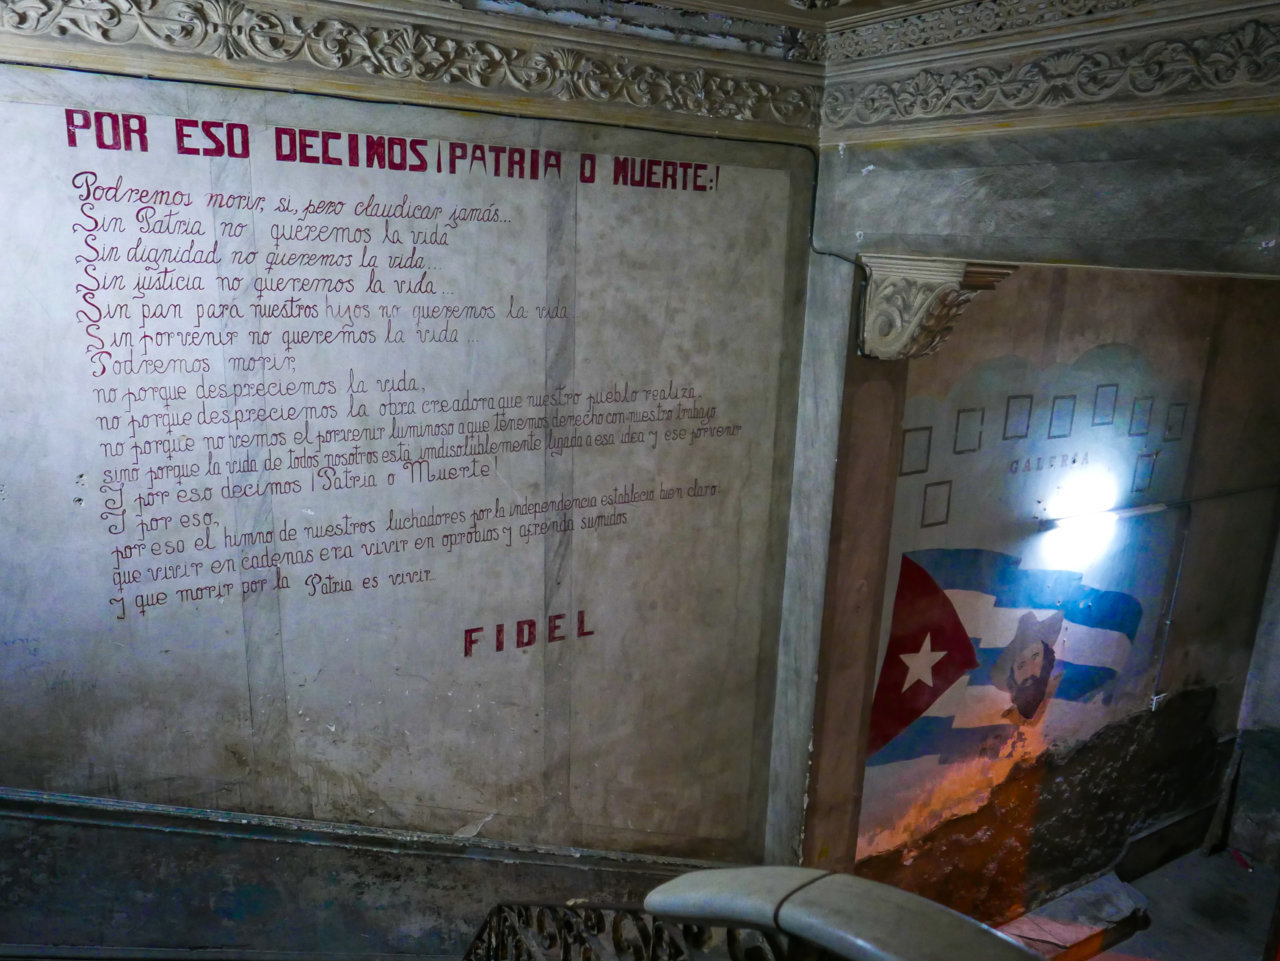 POR ESO DECIMOS ¡PATRIA O MUERTE:!
Podremos morir, si, pero claudicar jamás...
Sin Patria no queremos la vida
Sin dignidad no queremos la vida...
Sin justicia no queremos la vida...
Sin pan para nuestros hijos no queremos la vida...
Sin porvenir no queremos la vida...
Podremos morir,
no porque despreciemos la vida,
no porque despreciemos la obra creadora que nuestro pueblo realiza,
no porque no vemos el porvenir luminoso a que tenemos derecho con nuestro trabajo
sino porque la vida de todos nosotros está indisolublemente ligada a esa idea y ese porvenir
Y por eso decimos ¡Patria o Muerte!
Y por eso,
por eso el himno de nuestros luchadores por la independencia establecio bien claro:
que vivir en cadenas era vivir en oprobios y afrenda sumidos
Y que morir por la Patria es vivir...
FIDEL
GALERIA